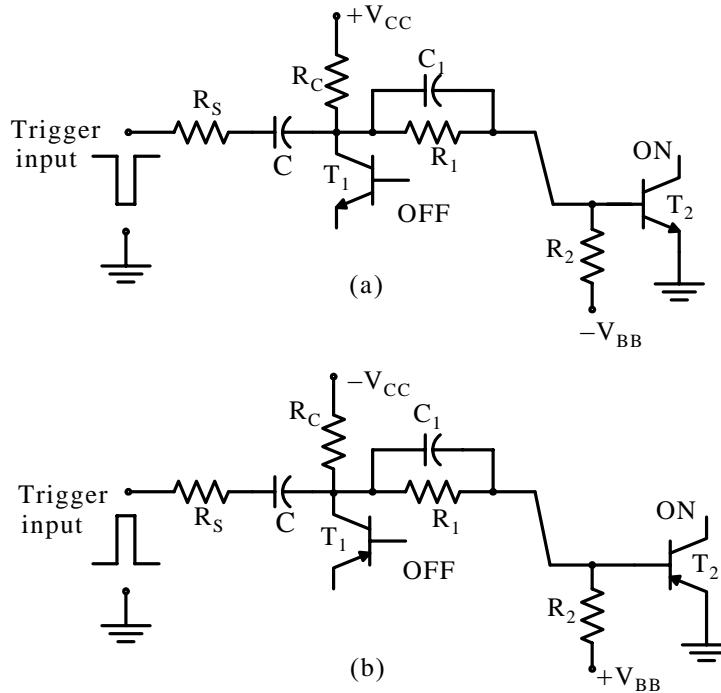 +V_CC
R_C
C_1
R_S
Trigger
input
C
R_1
T_1
ON
OFF
T_2
R_2
(a)
−V_BB
−V_CC
R_C
C_1
Trigger
input
R_S
C
R_1
T_1
ON
OFF
T_2
R_2
(b)
+V_BB